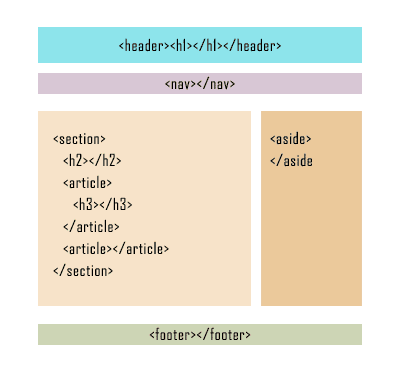 <header><h1></h1></header>
<nav></nav>
<section>
<h2></h2>
<article>
<h3></h3>
</article>
<article></article>
</section>
<aside>
</aside
<footer></footer>